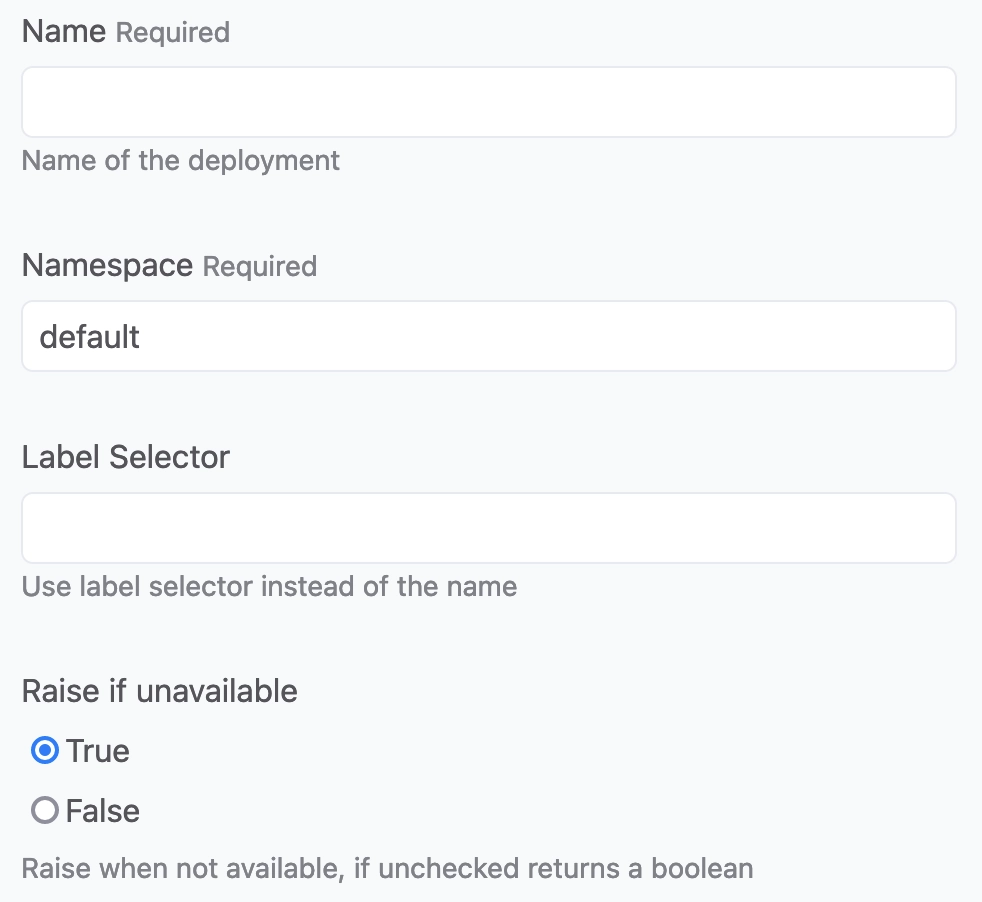 Name Required
Name of the deployment
Namespace Required
default
Label Selector
Use label selector instead of the name
Raise if unavailable
True
False
Raise when not available, if unchecked returns a boolean